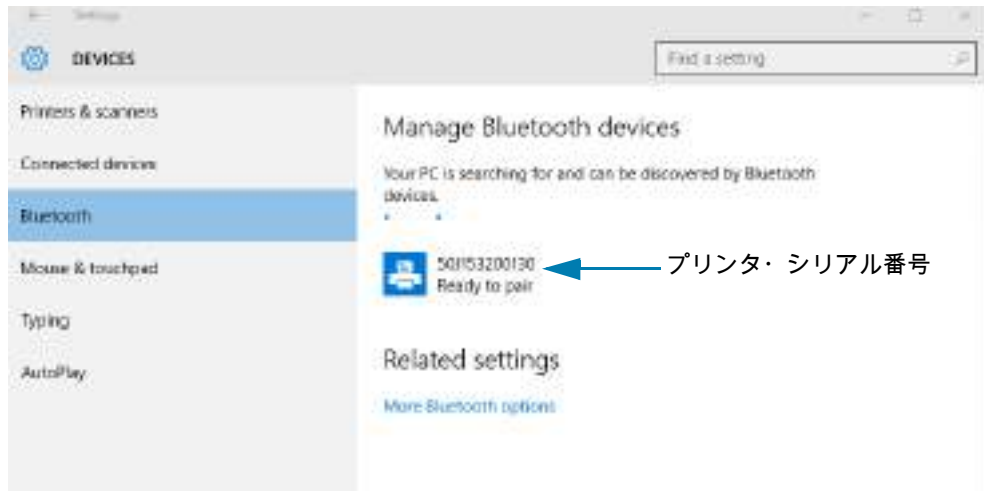 Settings
DEVICES
Find a setting
Printers & scanners
Connected devices
Bluetooth
Mouse & touchpad
Typing
AutoPlay
Manage Bluetooth devices
Your PC is searching for and can be discovered by Bluetooth
devices.
プリンタ・ シリアル番号
Ready to pair
Related settings
More Bluetooth options